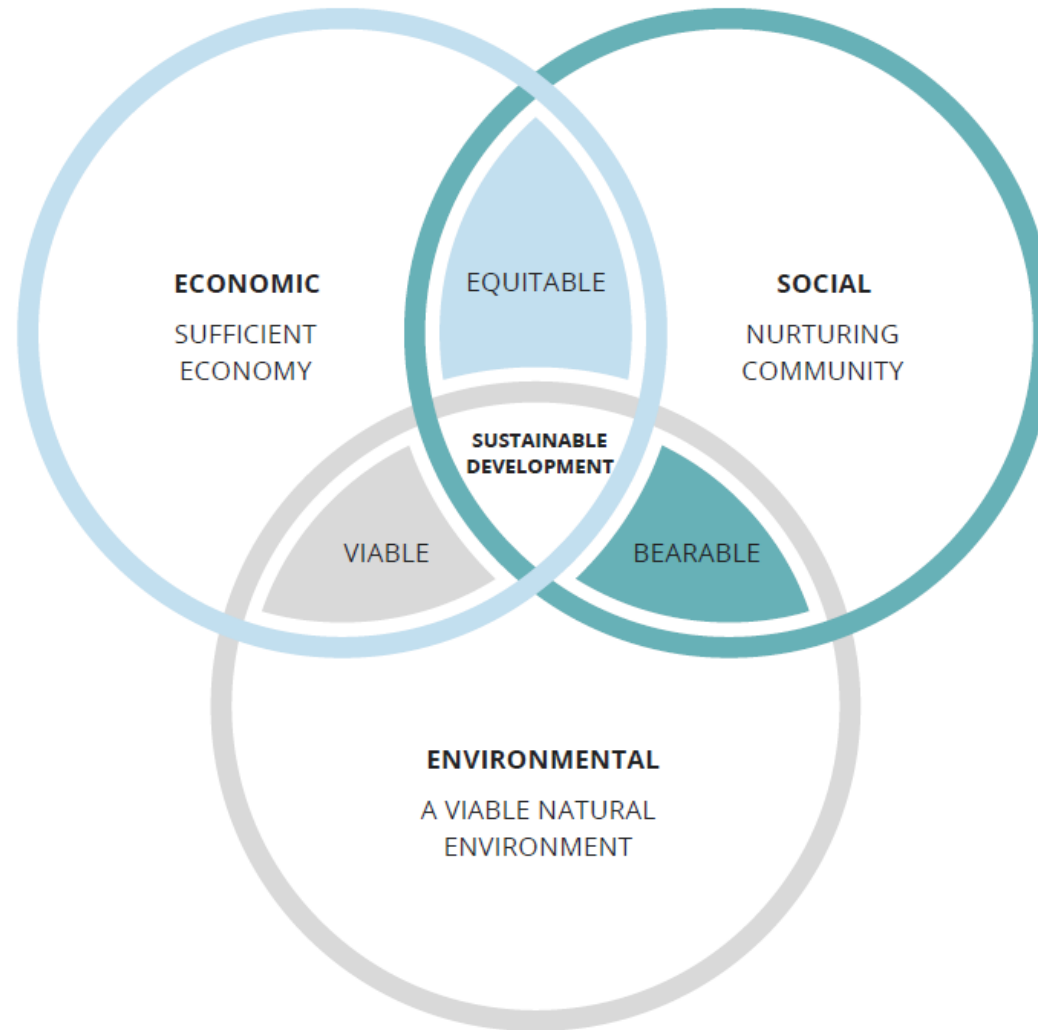 ECONOMIC
SUFFICIENT
ECONOMY
EQUITABLE
SOCIAL
NURTURING
COMMUNITY
SUSTAINABLE
DEVELOPMENT
VIABLE
BEARABLE
ENVIRONMENTAL
A VIABLE NATURAL
ENVIRONMENT